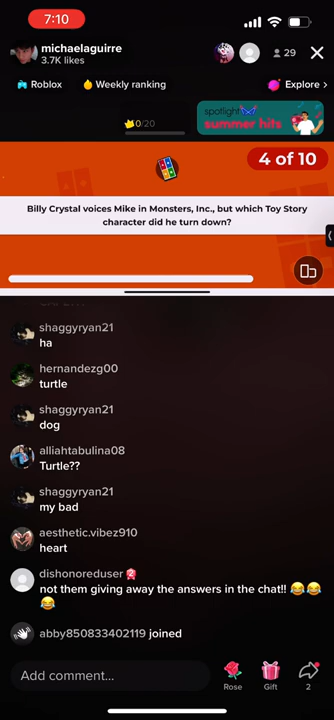 7:10
michaelaguirre
3.7K likes
29
Roblox
Weekly ranking
Explore >
0/20
spotlight
summer hits
4 of 10
Billy Crystal voices Mike in Monsters, Inc., but which Toy Story
character did he turn down?
shaggyryan21
ha
hernandezg00
turtle
shaggyryan21
dog
alliahtabulina08
Turtle??
shaggyryan21
my bad
aesthetic.vibez910
heart
dishonoreduser
not them giving away the answers in the chat!! 😂😂
😂
abby850833402119 joined
Add comment...
Rose
Gift
2